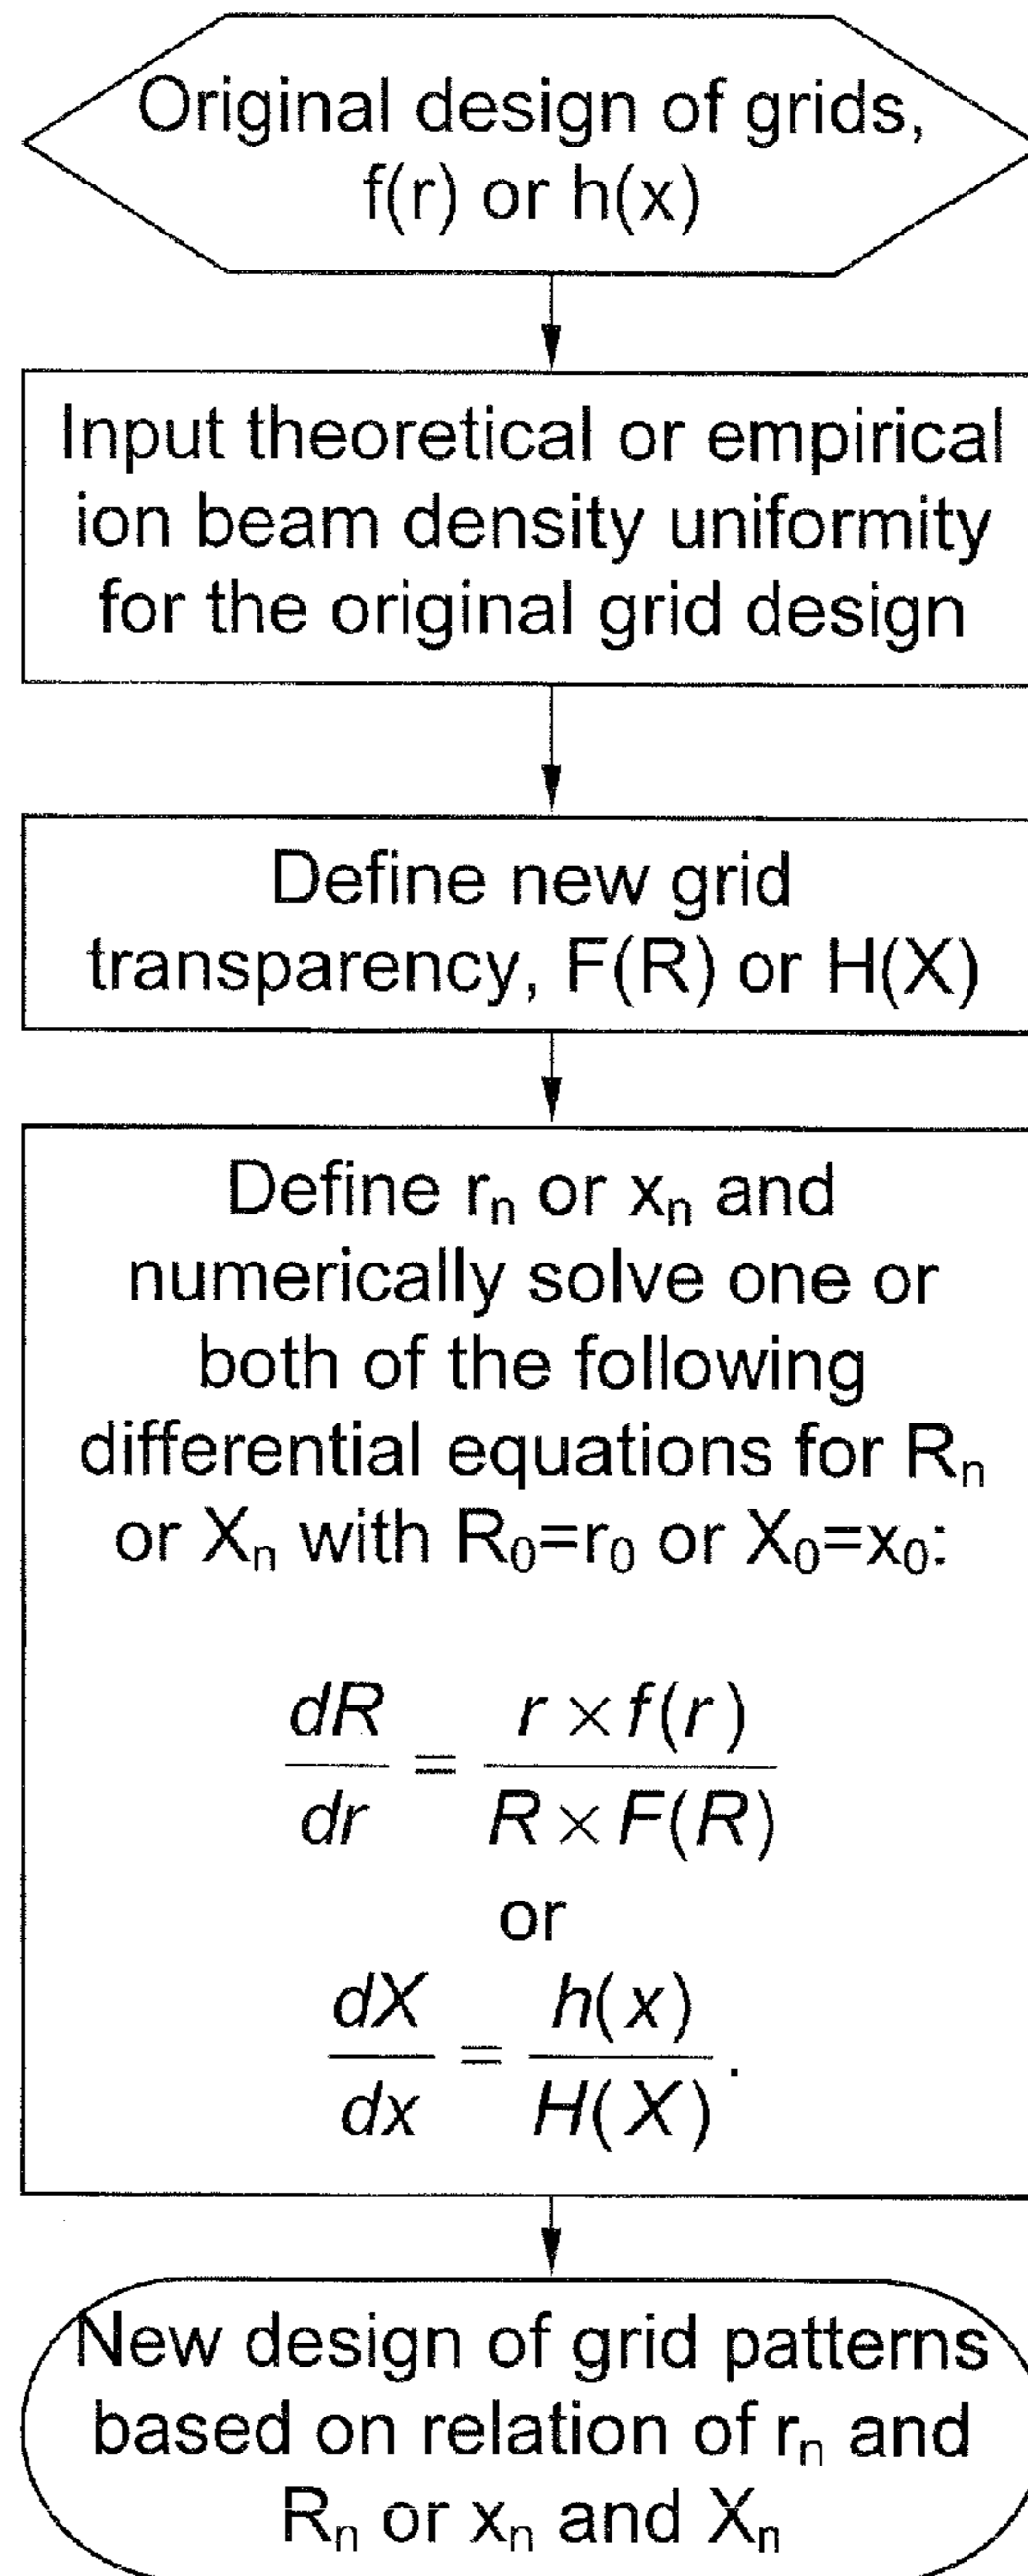 Original design of grids,
f(r) or h(x)
Input theoretical or empirical
ion beam density uniformity
for the original grid design
Define new grid
transparency, F(R) or H(X)
Define rₙ or xₙ and
numerically solve one or
both of the following
differential equations for Rₙ
or Xₙ with R₀=r₀ or X₀=x₀:
dR/dr = r × f(r)/R × F(R)
or
dX/dx = h(x)/H(X).
New design of grid patterns
based on relation of rₙ and
Rₙ or xₙ and Xₙ